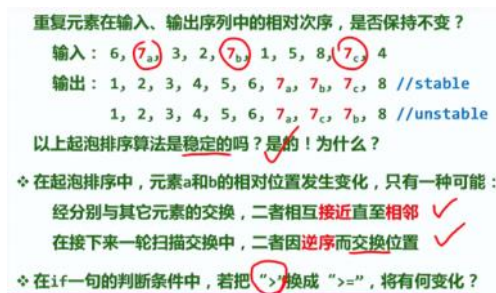 重复元素在输入、输出序列中的相对次序，是否保持不变？
输入：6, 7a, 3, 2, 7b, 1, 5, 8, 7c, 4
输出：1, 2, 3, 4, 5, 6, 7a, 7b, 7c, 8 //stable
1, 2, 3, 4, 5, 6, 7a, 7c, 7b, 8 //unstable
以上起泡排序算法是稳定的吗？是的！为什么？
❖在起泡排序中，元素a和b的相对位置发生变化，只有一种可能：
经分别与其它元素的交换，二者相互接近直至相邻
在接下来一轮扫描交换中，二者因逆序而交换位置
❖在if一句的判断条件中，若把“>”换成“>=”，将有何变化？